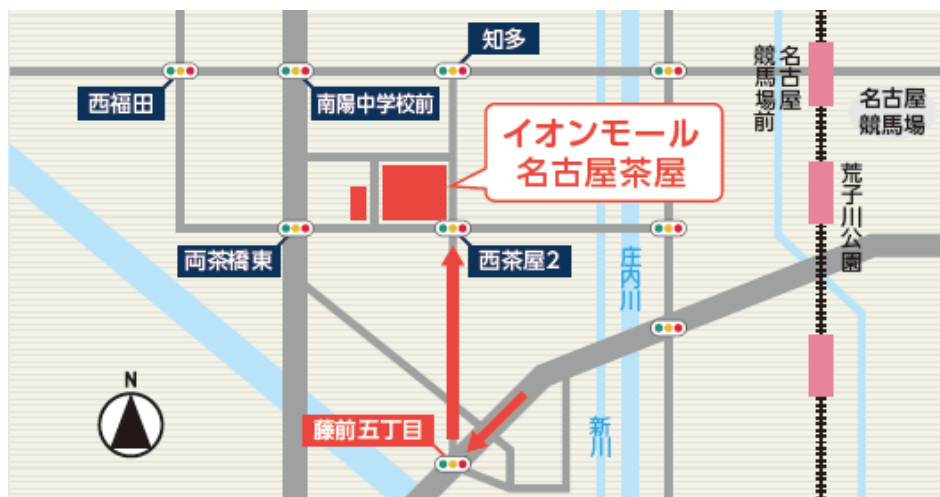 知多
西福田
南陽中学校前
イオンモール
名古屋茶屋
名古屋
競馬場前
名古屋
競馬場
荒子川公園
両茶橋東
西茶屋2
庄内川
新川
N
藤前五丁目